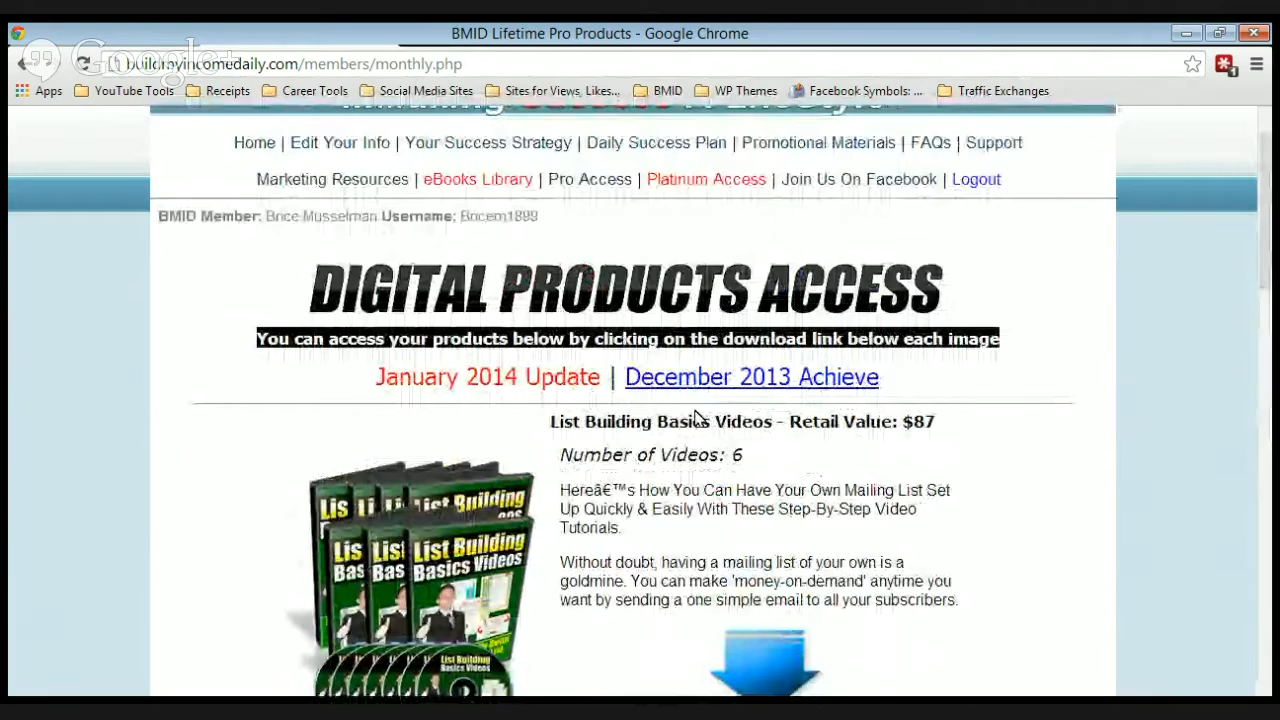 BMID Lifetime Pro Products - Google Chrome
Google+
buildmyincomedaily.com/members/monthly.php
Apps YouTube Tools Receipts Career Tools Social Media Sites Sites for Views, Likes... BMID WP Themes Facebook Symbols: ... Traffic Exchanges
Home | Edit Your Info | Your Success Strategy | Daily Success Plan | Promotional Materials | FAQs | Support
Marketing Resources | eBooks Library | Pro Access | Platinum Access | Join Us On Facebook | Logout
BMID Member: Brice Musselman Username: Bricem1899
DIGITAL PRODUCTS ACCESS
You can access your products below by clicking on the download link below each image
January 2014 Update | December 2013 Achieve
List Building Basics Videos - Retail Value: $87
Number of Videos: 6
Hereâ€™s How You Can Have Your Own Mailing List Set
Up Quickly & Easily With These Step-By-Step Video
Tutorials.
Without doubt, having a mailing list of your own is a
goldmine. You can make 'money-on-demand' anytime you
want by sending a one simple email to all your subscribers.
List Building
Basics Videos
List Building
Basics Videos